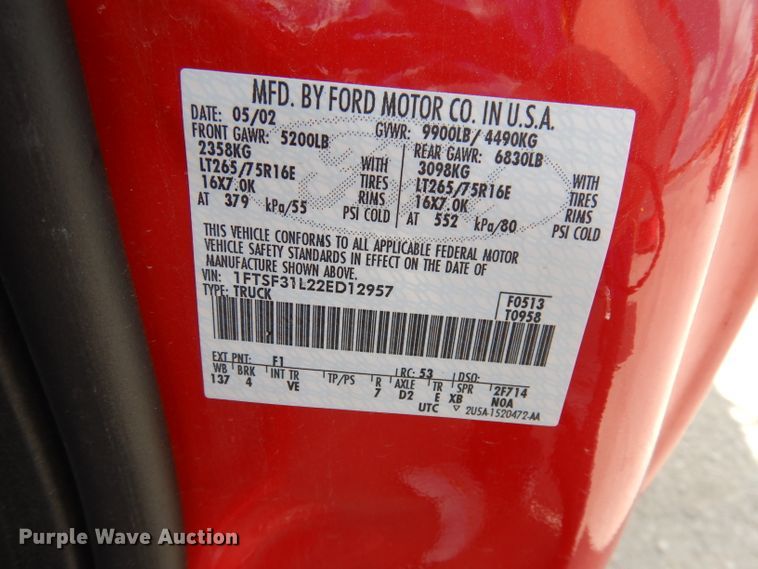 MFD. BY FORD MOTOR CO. IN U.S.A.
DATE: 05/02 GVWR: 9900LB/ 4490KG
FRONT GAWR: 5200LB REAR GAWR: 6830LB
2358KG WITH 3098KG WITH
LT265/75R16E TIRES LT265/75R16E TIRES
16X7.0K RIMS 16X7.0K RIMS
AT 379 kPa/55 PSI COLD AT 552 kPa/80 PSI COLD
THIS VEHICLE CONFORMS TO ALL APPLICABLE FEDERAL MOTOR
VEHICLE SAFETY STANDARDS IN EFFECT ON THE DATE OF
MANUFACTURE SHOWN ABOVE.
VIN: 1FTSF31L22ED12957
TYPE: TRUCK
F0513
T0958
EXT PNT: F1 RC: 53 DSO:
WB BRK INT TR TP/PS R AXLE TR SPR 2F714
137 4 VE 7 D2 E XB N0A
UTC ▽ 2U5A-1520472-AA
Purple Wave Auction®